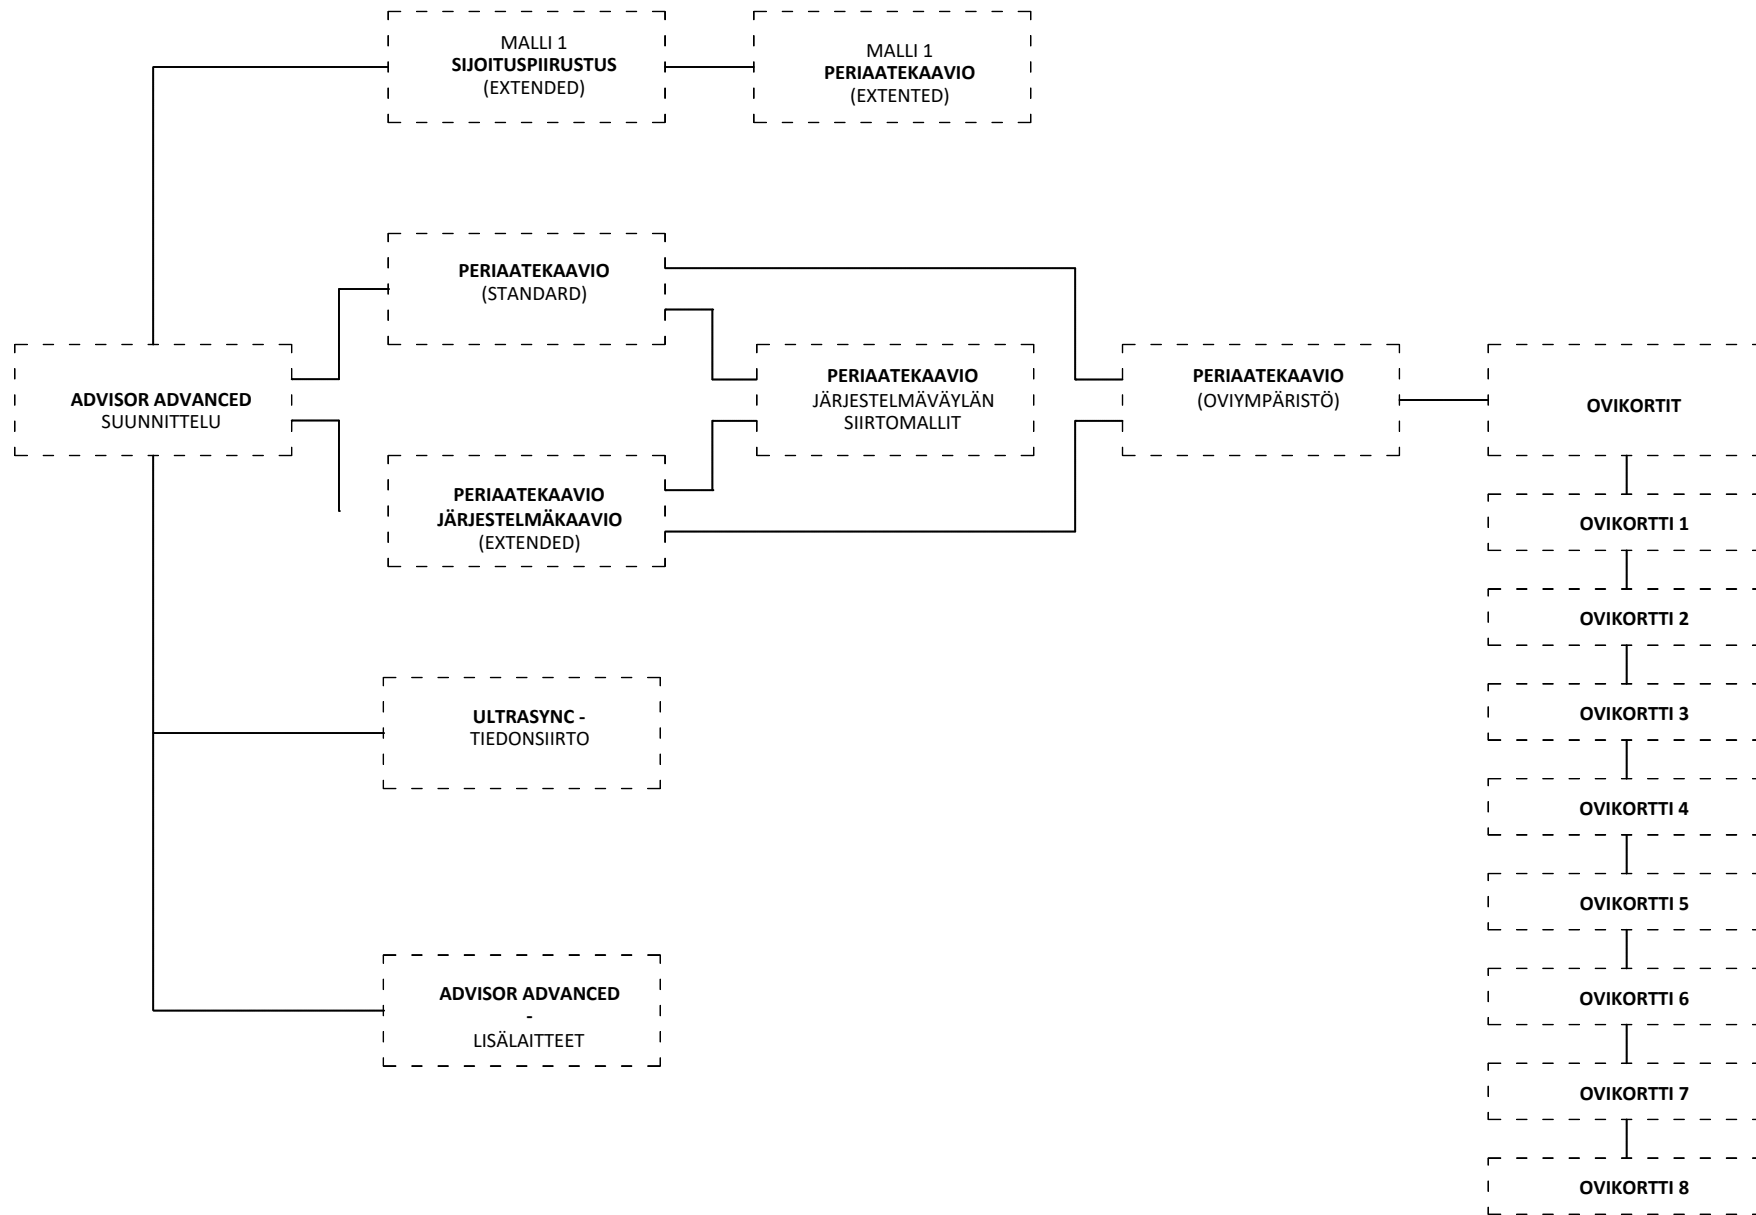 MALLI 1
SIJOITUSPIIRUSTUS
(EXTENDED)
MALLI 1
PERIAATEKAAVIO
(EXTENTED)
PERIAATEKAAVIO
(STANDARD)
ADVISOR ADVANCED
SUUNNITTELU
PERIAATEKAAVIO
JÄRJESTELMÄVÄYLÄN
SIIRTOMALLIT
PERIAATEKAAVIO
(OVIYMPÄRISTÖ)
OVIKORTIT
PERIAATEKAAVIO
JÄRJESTELMÄKAAVIO
(EXTENDED)
OVIKORTTI 1
OVIKORTTI 2
OVIKORTTI 3
OVIKORTTI 4
OVIKORTTI 5
OVIKORTTI 6
OVIKORTTI 7
OVIKORTTI 8
ULTRASYNC -
TIEDONSIIRTO
ADVISOR ADVANCED
-
LISÄLAITTEET